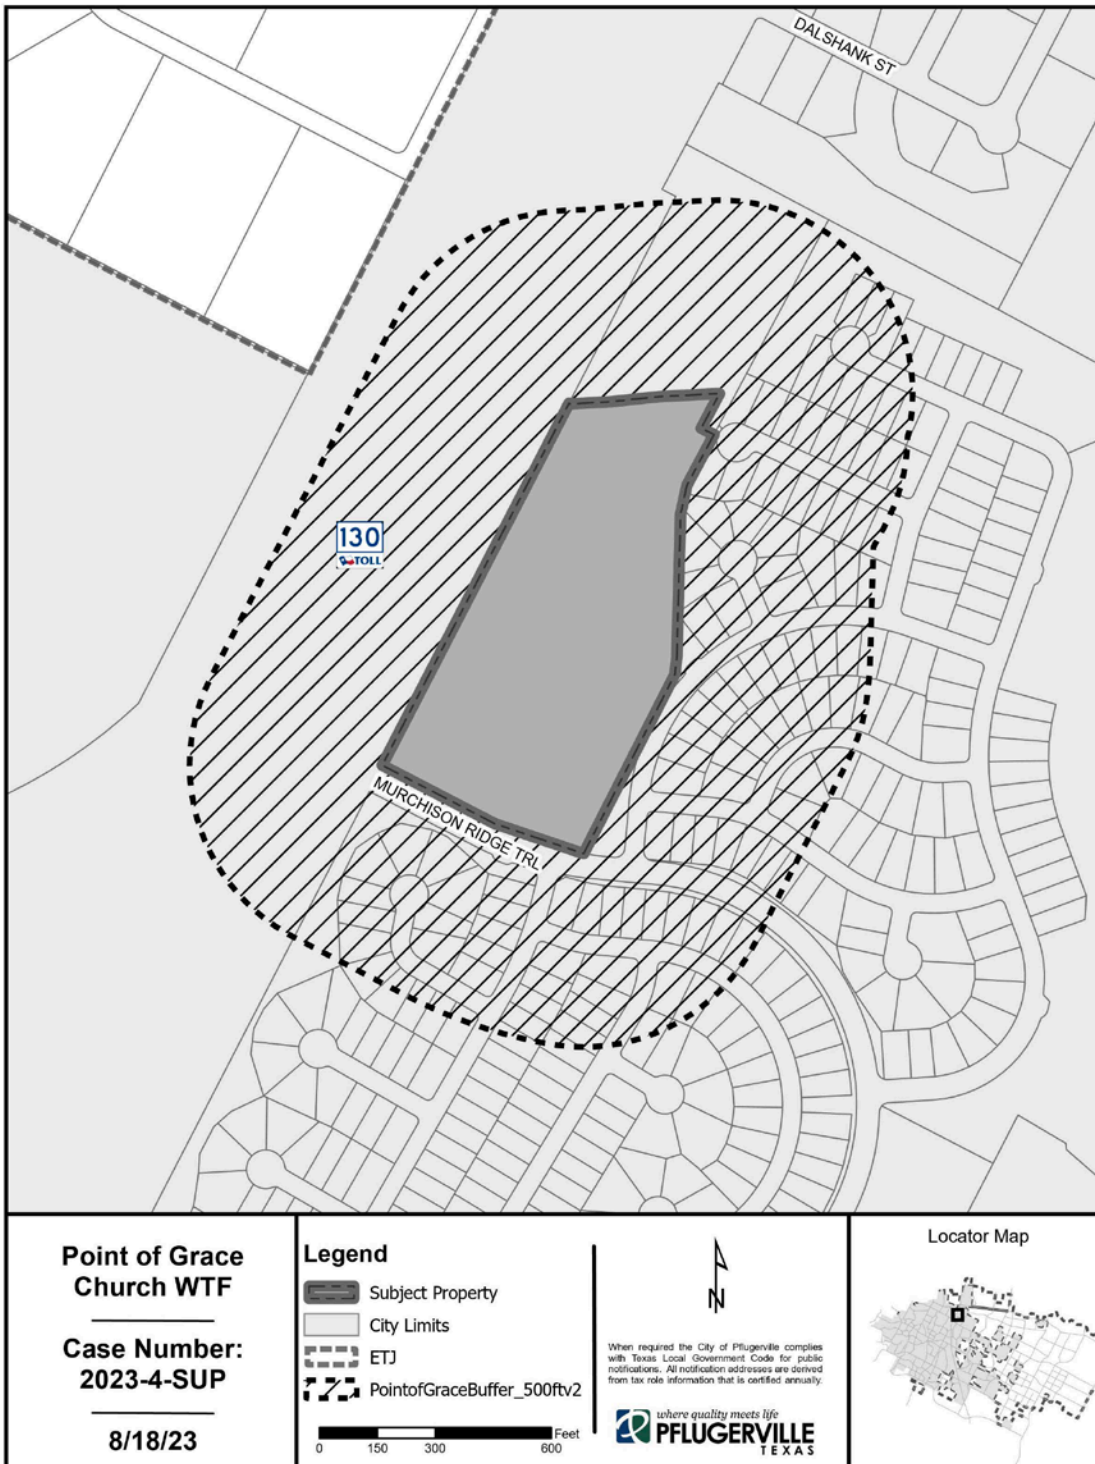 DALSHANK ST
130
TOLL
MURCHISON RIDGE TRL
Point of Grace
Church WTF
Case Number:
2023-4-SUP
8/18/23
Legend
Subject Property
City Limits
ETJ
PointofGraceBuffer_500ftv2
Feet
0 150 300 600
N
When required the City of Pflugerville complies
with Texas Local Government Code for public
notifications. All notification addresses are derived
from tax role information that is certified annually.
where quality meets life
PFLUGERVILLE
TEXAS
Locator Map